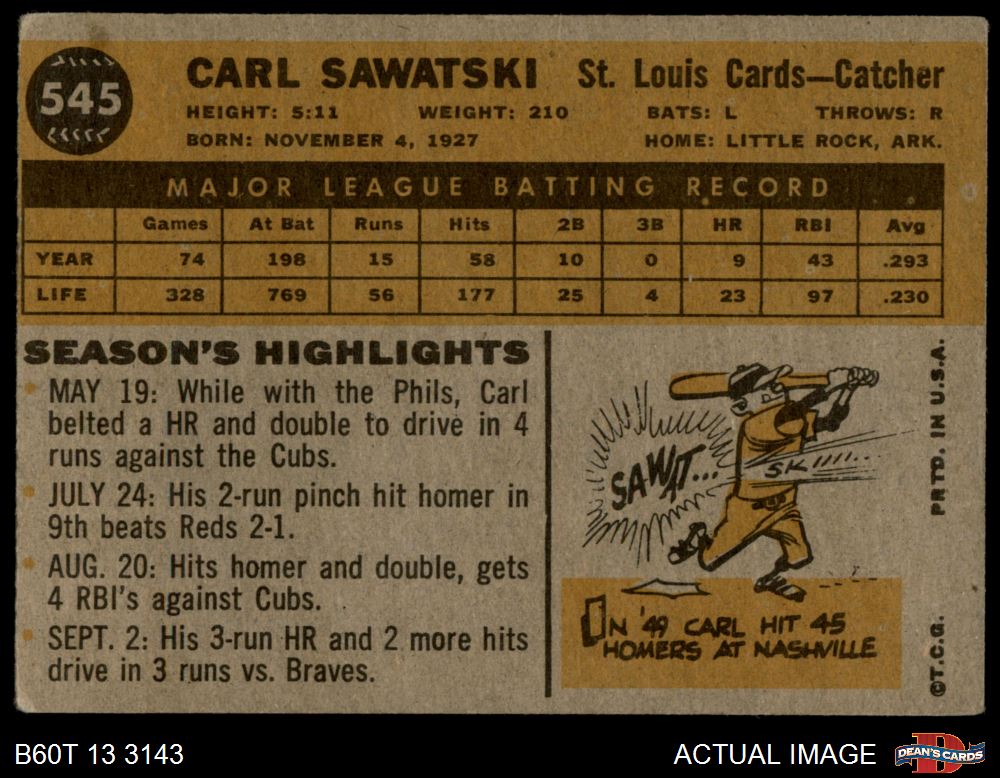 545
CARL SAWATSKI St. Louis Cards—Catcher
HEIGHT: 5:11 WEIGHT: 210 BATS: L THROWS: R
BORN: NOVEMBER 4, 1927 HOME: LITTLE ROCK, ARK.
MAJOR LEAGUE BATTING RECORD
Games At Bat Runs Hits 2B 3B HR RBI Avg
YEAR 74 198 15 58 10 0 9 43 .293
LIFE 328 769 56 177 25 4 23 97 .230
SEASON'S HIGHLIGHTS
MAY 19: While with the Phils, Carl
belted a HR and double to drive in 4
runs against the Cubs.
JULY 24: His 2-run pinch hit homer in
9th beats Reds 2-1.
AUG. 20: Hits homer and double, gets
4 RBI's against Cubs.
SEPT. 2: His 3-run HR and 2 more hits
drive in 3 runs vs. Braves.
SAWAT...
SK
IN '49 CARL HIT 45
HOMERS AT NASHVILLE
PRTD. IN U.S.A.
©T.C.G.
B60T 13 3143
ACTUAL IMAGE
DEAN'S CARDS